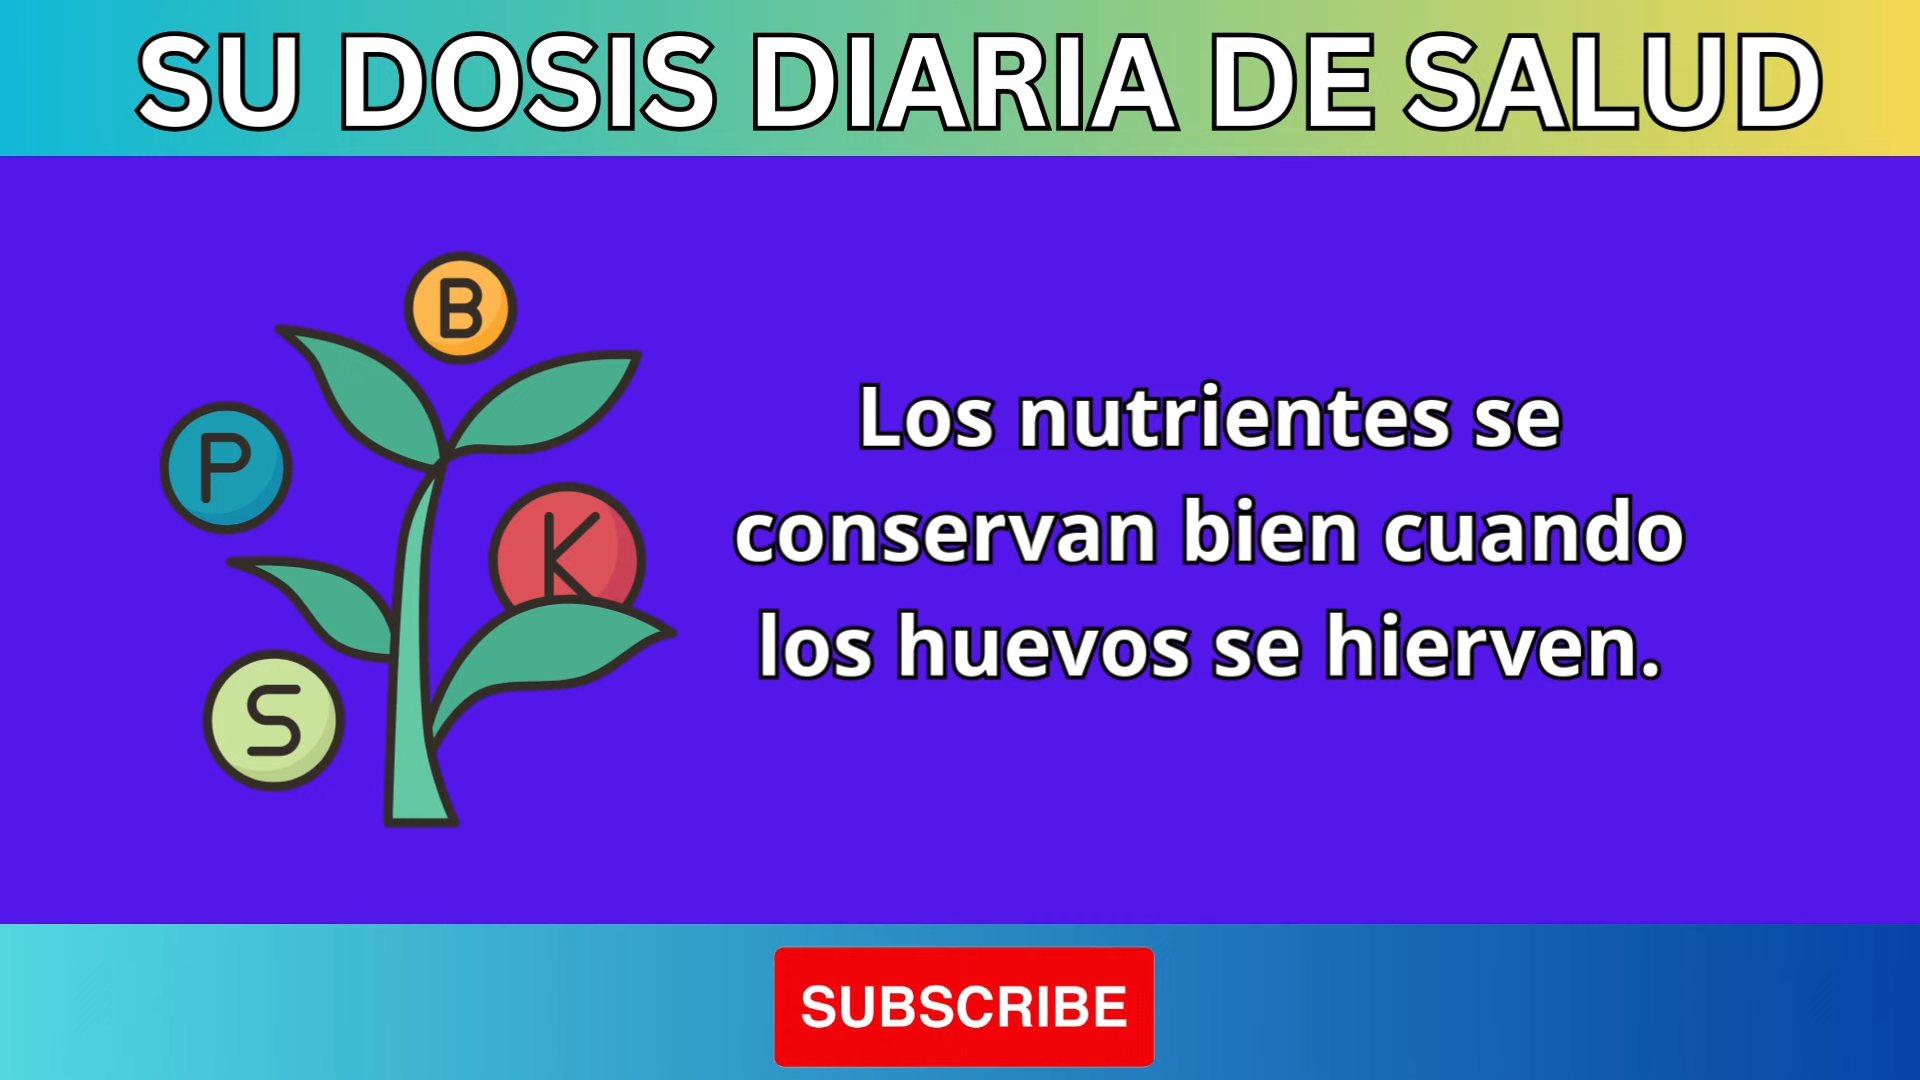 SU DOSIS DIARIA DE SALUD
B
P
K
S
Los nutrientes se
conservan bien cuando
los huevos se hierven.
SUBSCRIBE